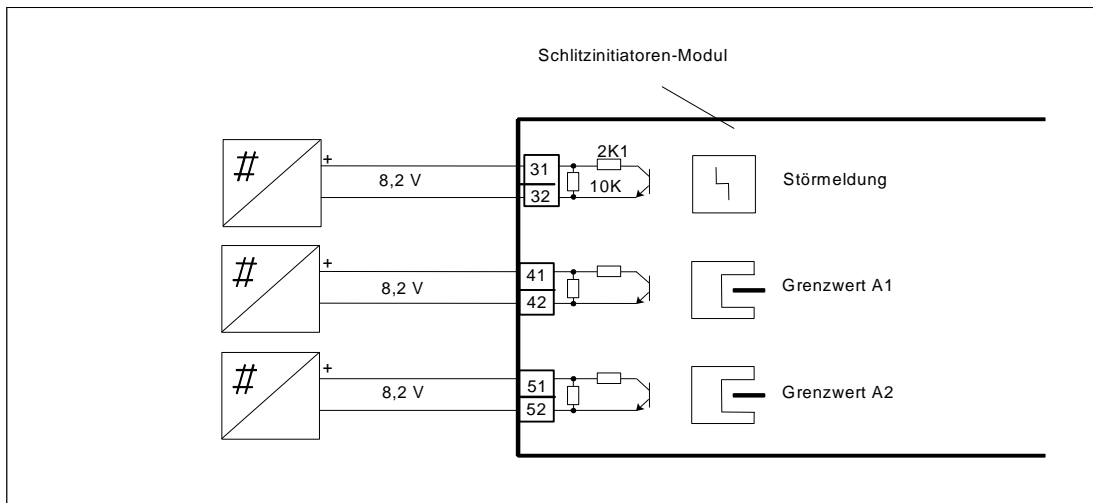 Schlitzinitiatoren-Modul
#
+
8,2 V
31
32
2K1
10K
Störmeldung
#
+
8,2 V
41
42
Grenzwert A1
#
+
8,2 V
51
52
Grenzwert A2